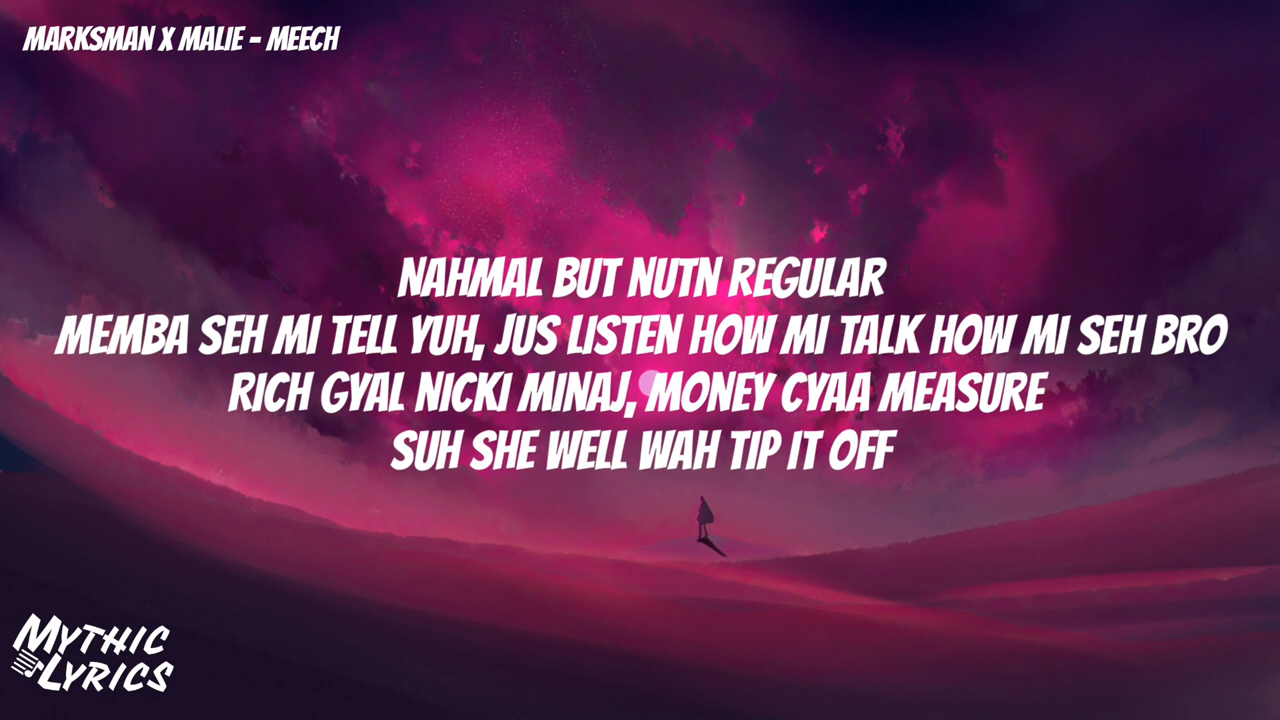 MARKSMAN X MALIE - MEECH
NAHMAL BUT NUTN REGULAR
MEMBA SEH MI TELL YUH, JUS LISTEN HOW MI TALK HOW MI SEH BRO
RICH GYAL NICKI MINAJ, MONEY CYAA MEASURE
SUH SHE WELL WAH TIP IT OFF
MYTHIC
LYRICS